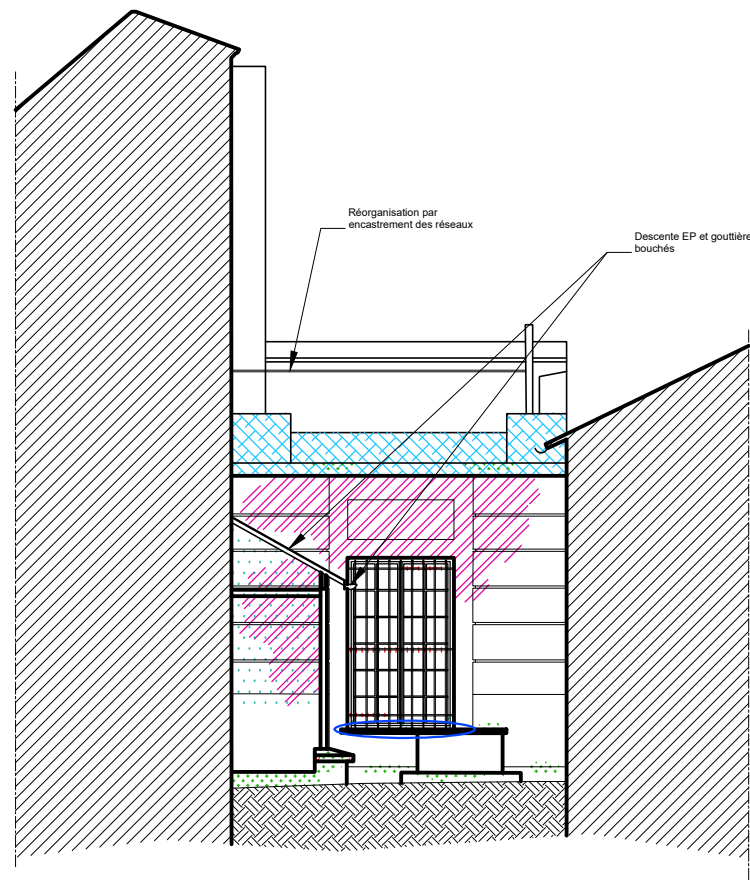 Réorganisation par
encastrement des réseaux
Descente EP et gouttière
bouchés